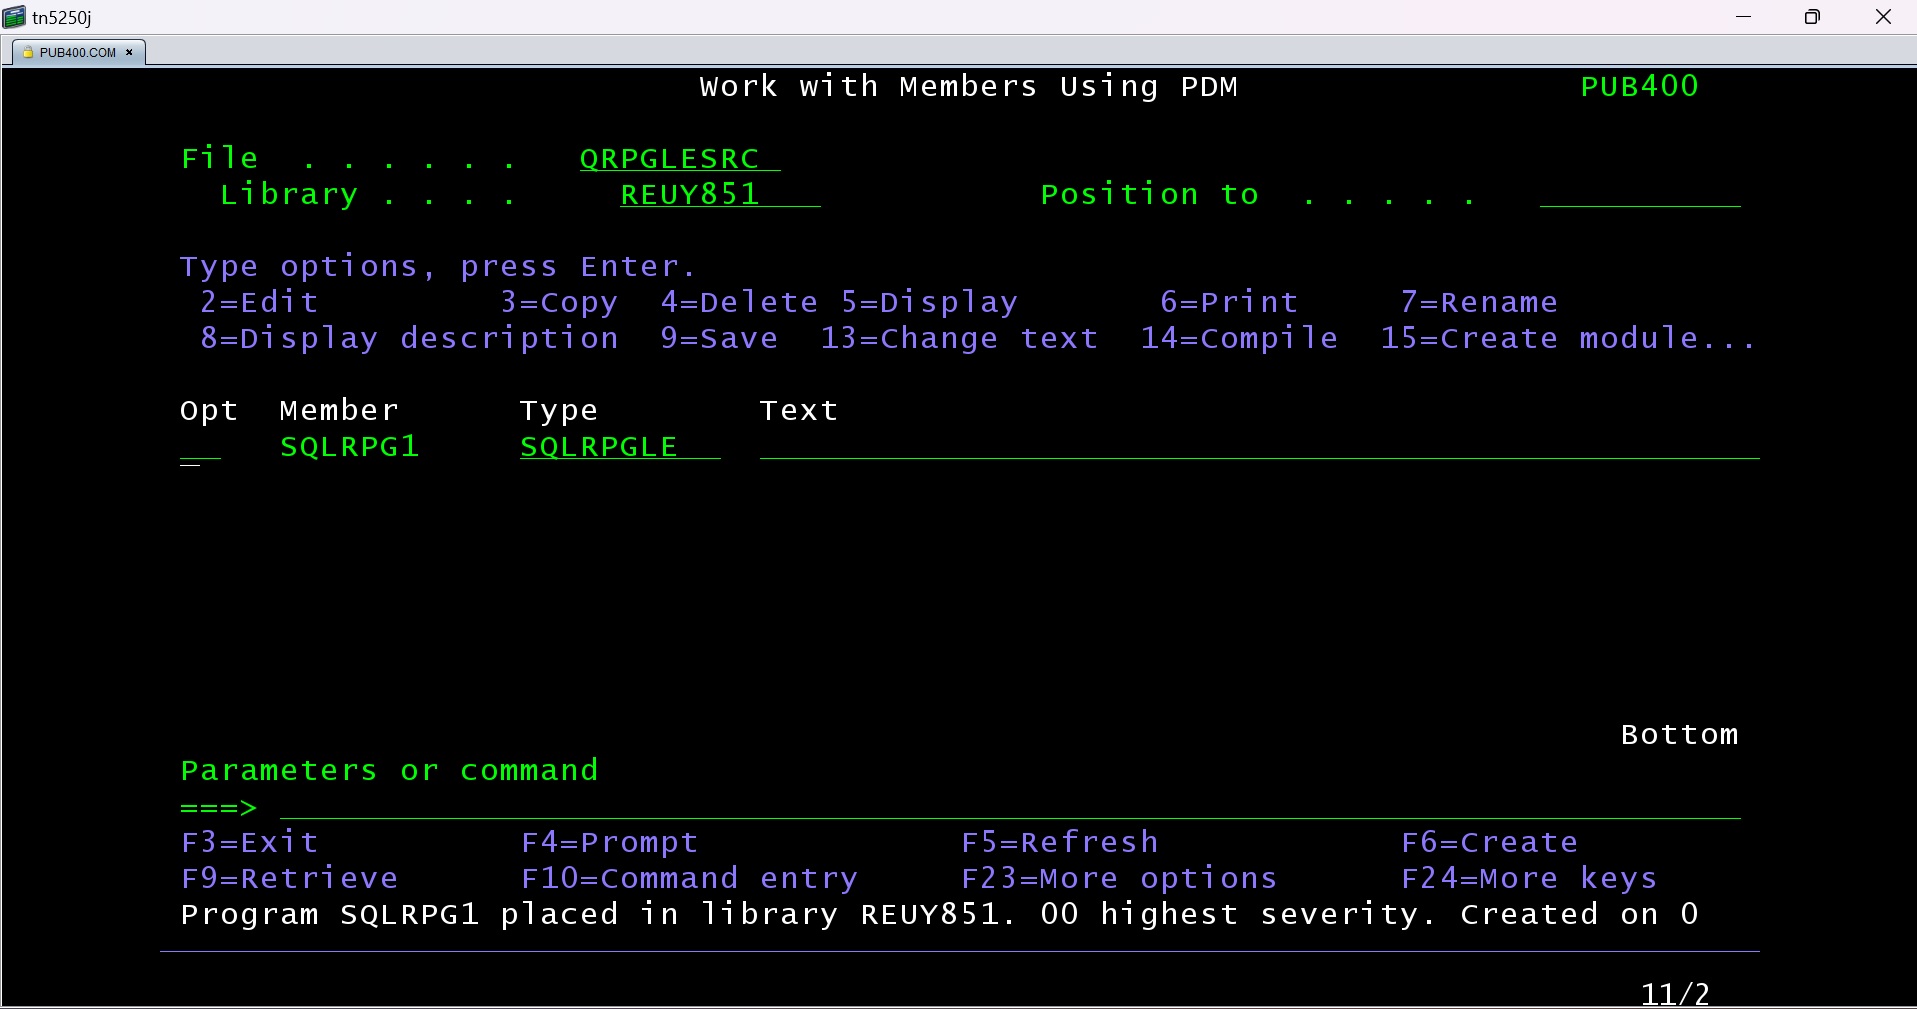 tn5250j
PUB400.COM ×
Work with Members Using PDM PUB400
File . . . . . . QRPGLESRC
Library . . . . REUY851 Position to . . . . .
Type options, press Enter.
2=Edit 3=Copy 4=Delete 5=Display 6=Print 7=Rename
8=Display description 9=Save 13=Change text 14=Compile 15=Create module...
Opt Member Type Text
SQLRPG1 SQLRPGLE
Bottom
Parameters or command
===>
F3=Exit F4=Prompt F5=Refresh F6=Create
F9=Retrieve F10=Command entry F23=More options F24=More keys
Program SQLRPG1 placed in library REUY851. 00 highest severity. Created on 0
11/2